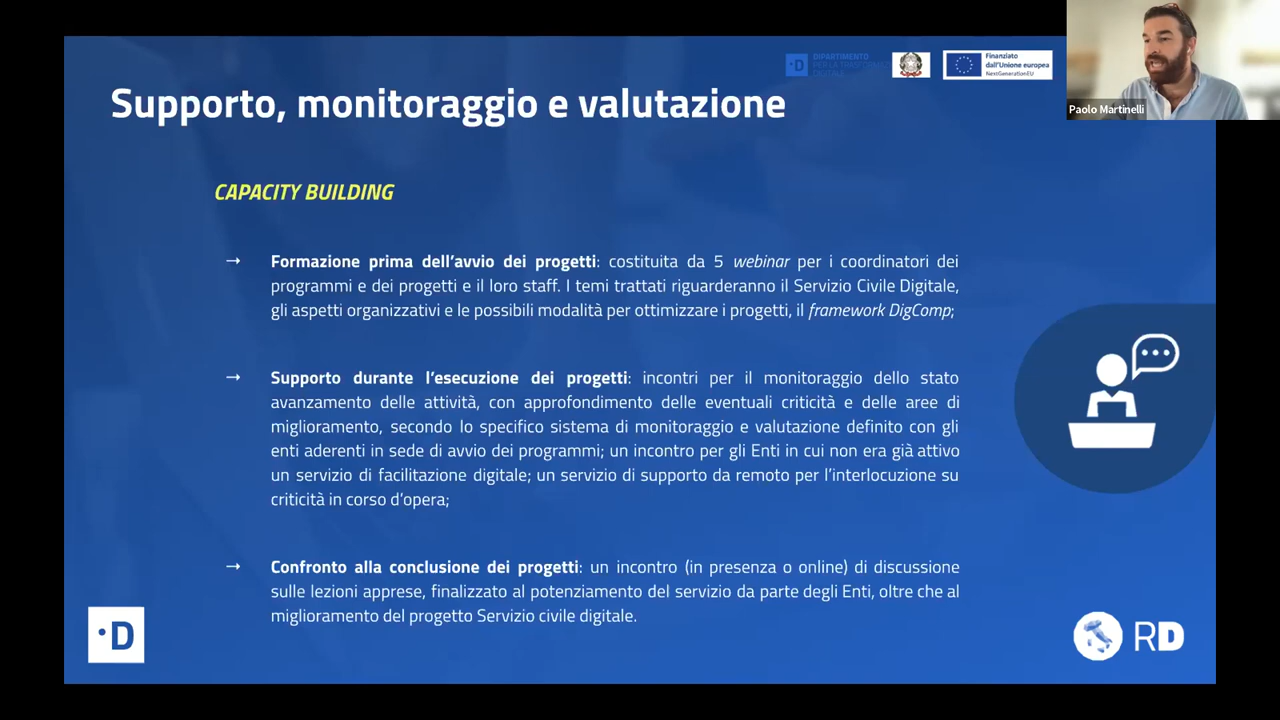 DIPARTIMENTO
PER LA TRASFORMAZIONE
DIGITALE
Finanziato
dall'Unione europea
NextGenerationEU
Paolo Martinelli
Supporto, monitoraggio e valutazione
CAPACITY BUILDING
→ Formazione prima dell'avvio dei progetti: costituita da 5 webinar per i coordinatori dei
programmi e dei progetti e il loro staff. I temi trattati riguarderanno il Servizio Civile Digitale,
gli aspetti organizzativi e le possibili modalità per ottimizzare i progetti, il framework DigComp;
→ Supporto durante l'esecuzione dei progetti: incontri per il monitoraggio dello stato
avanzamento delle attività, con approfondimento delle eventuali criticità e delle aree di
miglioramento, secondo lo specifico sistema di monitoraggio e valutazione definito con gli
enti aderenti in sede di avvio dei programmi; un incontro per gli Enti in cui non era già attivo
un servizio di facilitazione digitale; un servizio di supporto da remoto per l'interlocuzione su
criticità in corso d'opera;
→ Confronto alla conclusione dei progetti: un incontro (in presenza o online) di discussione
sulle lezioni apprese, finalizzato al potenziamento del servizio da parte degli Enti, oltre che al
miglioramento del progetto Servizio civile digitale.
D
RD